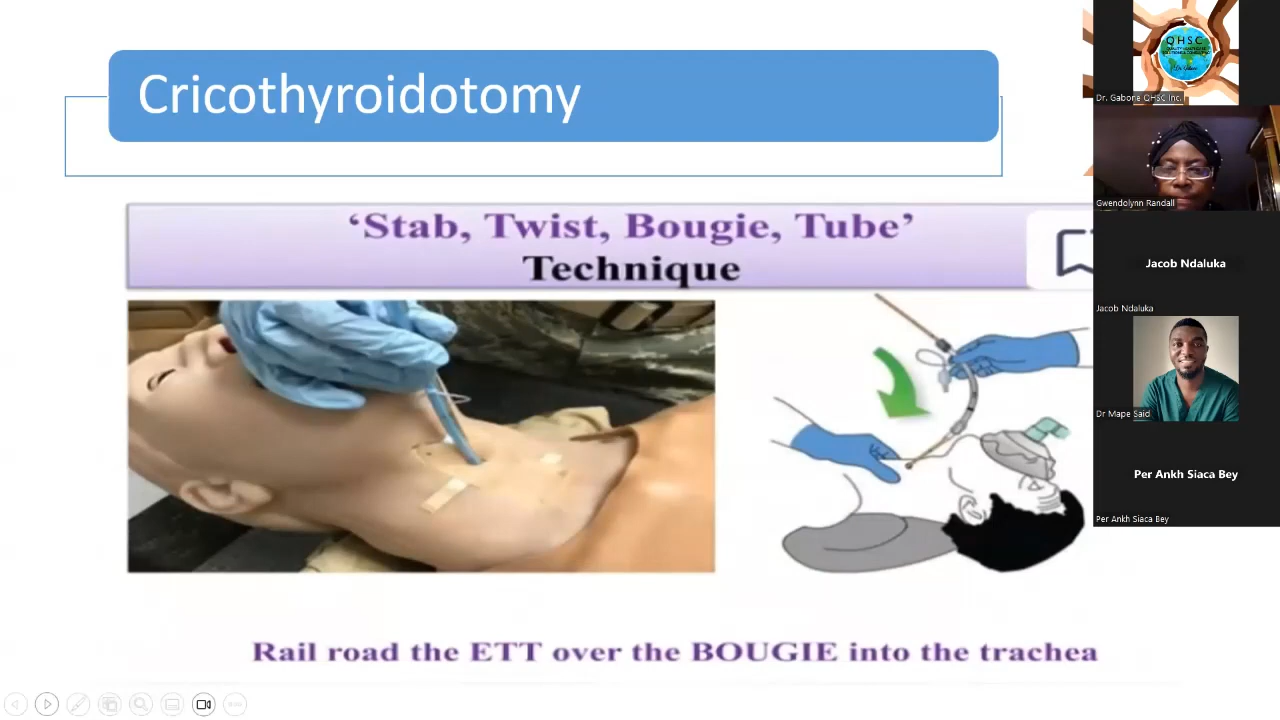 Cricothyroidotomy
‘Stab, Twist, Bougie, Tube’
Technique
Rail road the ETT over the BOUGIE into the trachea
QHSC
Dr. Gabone QHSC Inc.
Gwendolynn Randall
Jacob Ndaluka
Jacob Ndaluka
Dr Mape Said
Per Ankh Siaca Bey
Per Ankh Siaca Bey